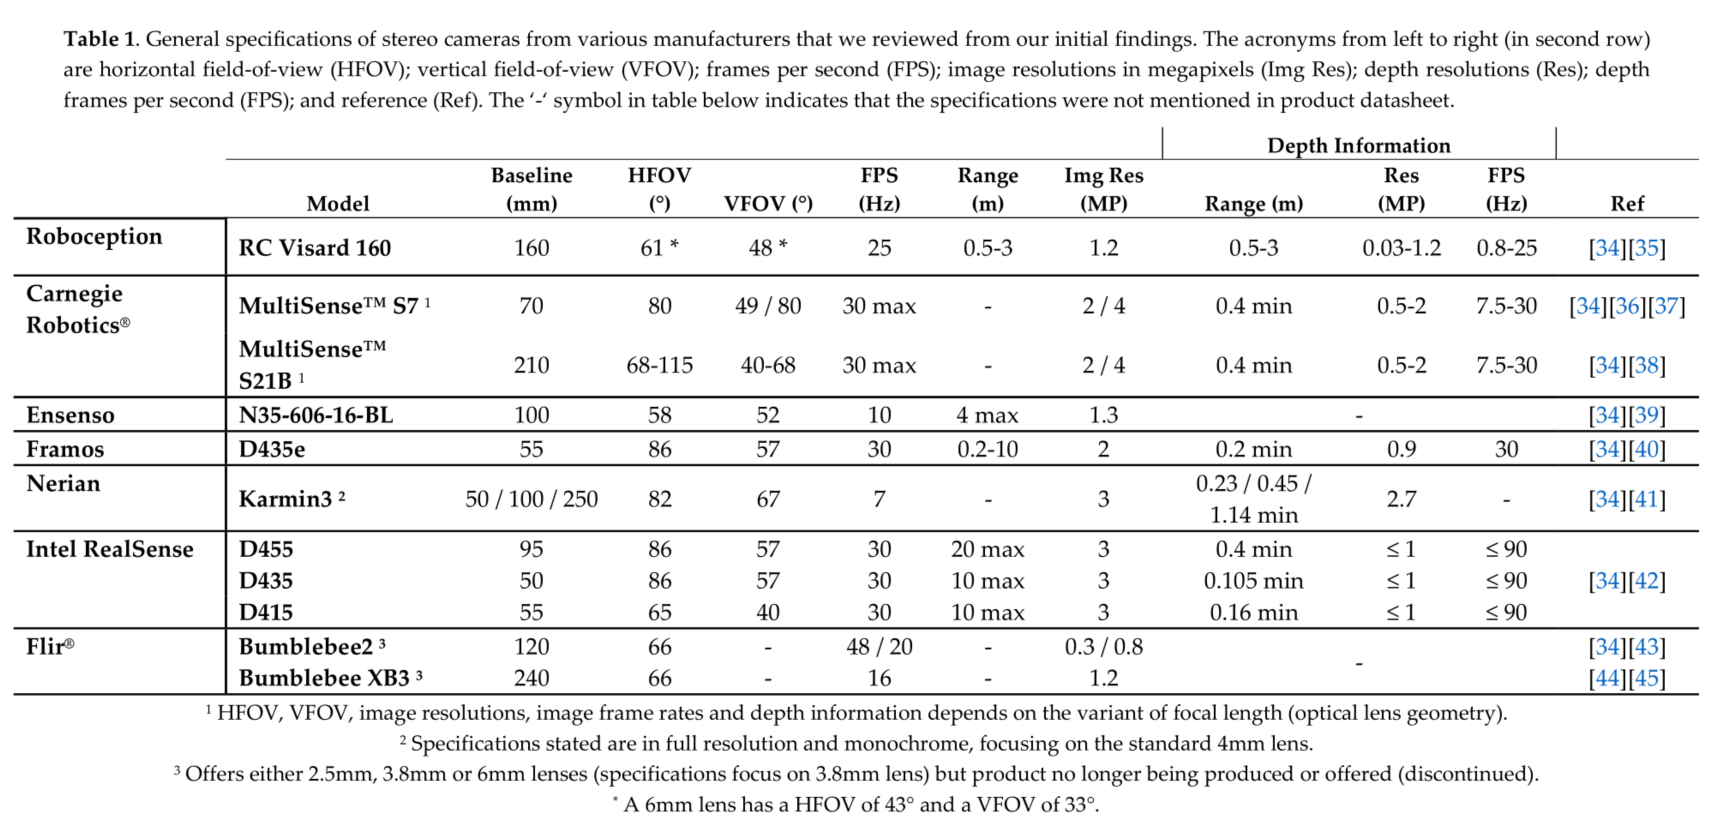 Table 1. General specifications of stereo cameras from various manufacturers that we reviewed from our initial findings. The acronyms from left to right (in second row)
are horizontal field-of-view (HFOV); vertical field-of-view (VFOV); frames per second (FPS); image resolutions in megapixels (Img Res); depth resolutions (Res); depth
frames per second (FPS); and reference (Ref). The ‘-‘ symbol in table below indicates that the specifications were not mentioned in product datasheet.
Depth Information
Baseline HFOV FPS Range Img Res Res FPS
Model (mm) (°) VFOV (°) (Hz) (m) (MP) Range (m) (MP) (Hz) Ref
Roboception
RC Visard 160 160 61 * 48 * 25 0.5-3 1.2 0.5-3 0.03-1.2 0.8-25 [34][35]
Carnegie
Robotics®
MultiSense™ S7 ¹ 70 80 49 / 80 30 max - 2 / 4 0.4 min 0.5-2 7.5-30 [34][36][37]
MultiSense™
S21B ¹ 210 68-115 40-68 30 max - 2 / 4 0.4 min 0.5-2 7.5-30 [34][38]
Ensenso N35-606-16-BL 100 58 52 10 4 max 1.3 - [34][39]
Framos D435e 55 86 57 30 0.2-10 2 0.2 min 0.9 30 [34][40]
Nerian
Karmin3 ² 50 / 100 / 250 82 67 7 - 3 0.23 / 0.45 /
1.14 min 2.7 - [34][41]
Intel RealSense D455 95 86 57 30 20 max 3 0.4 min ≤ 1 ≤ 90
D435 50 86 57 30 10 max 3 0.105 min ≤ 1 ≤ 90 [34][42]
D415 55 65 40 30 10 max 3 0.16 min ≤ 1 ≤ 90
Flir® Bumblebee2 ³ 120 66 - 48 / 20 - 0.3 / 0.8 - [34][43]
Bumblebee XB3 ³ 240 66 - 16 - 1.2 [44][45]
¹ HFOV, VFOV, image resolutions, image frame rates and depth information depends on the variant of focal length (optical lens geometry).
² Specifications stated are in full resolution and monochrome, focusing on the standard 4mm lens.
³ Offers either 2.5mm, 3.8mm or 6mm lenses (specifications focus on 3.8mm lens) but product no longer being produced or offered (discontinued).
* A 6mm lens has a HFOV of 43° and a VFOV of 33°.